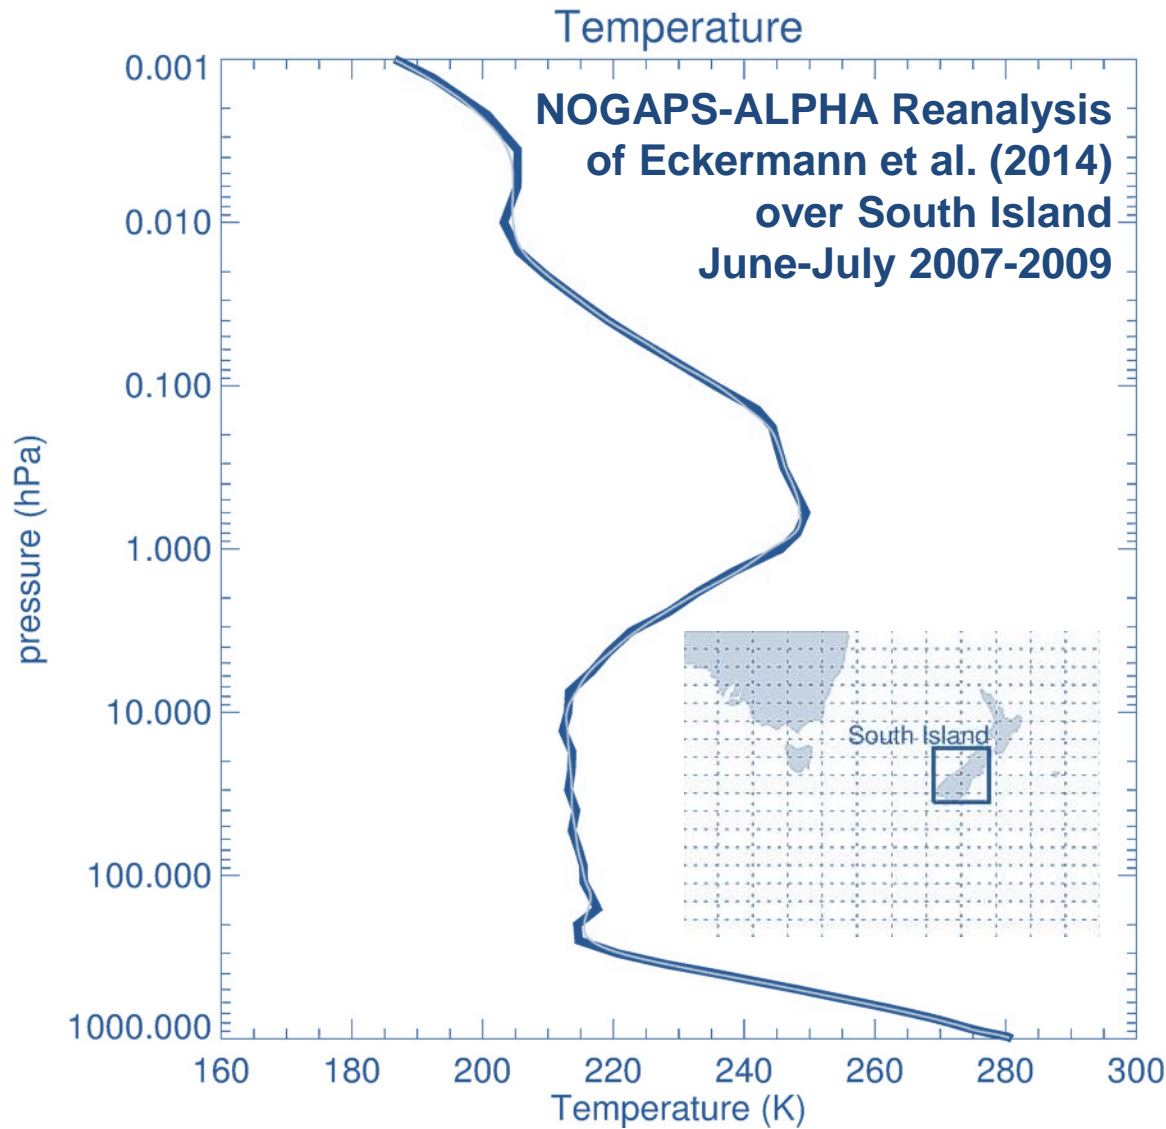 Temperature
NOGAPS-ALPHA Reanalysis
of Eckermann et al. (2014)
over South Island
June-July 2007-2009
0.001
0.010
0.100
1.000
10.000
100.000
1000.000
pressure (hPa)
South Island
160 180 200 220 240 260 280 300
Temperature (K)